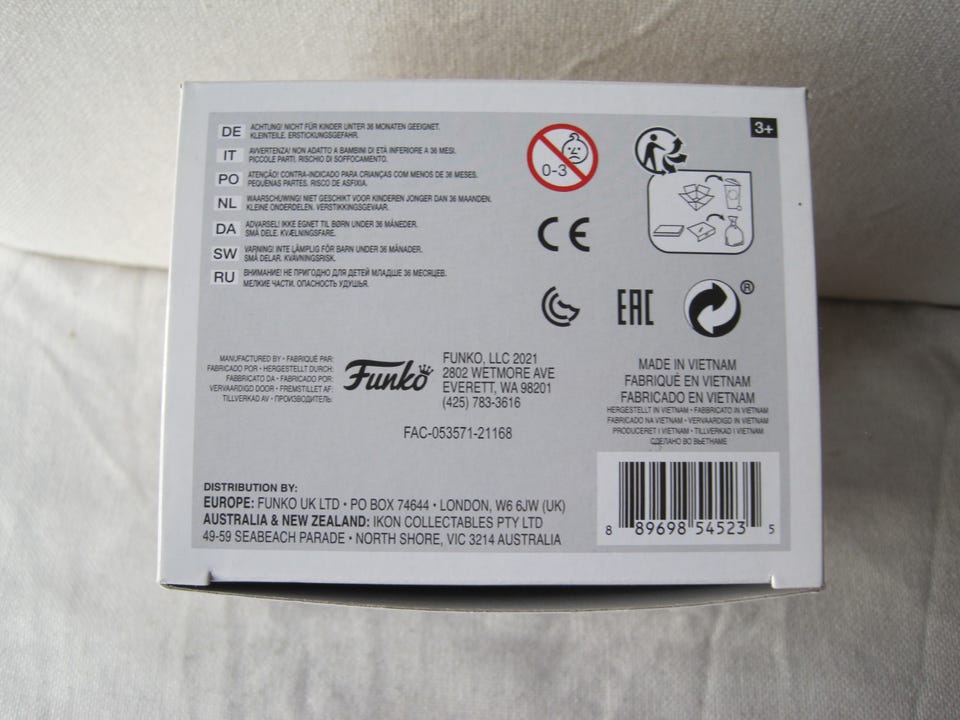 DE ACHTUNG! NICHT FÜR KINDER UNTER 36 MONATEN GEEIGNET.
KLEINTEILE. ERSTICKUNGSGEFAHR.
IT AVVERTENZA! NON ADATTO A BAMBINI DI ETÀ INFERIORE A 36 MESI.
PICCOLE PARTI. RISCHIO DI SOFFOCAMENTO.
PO ATENÇÃO! CONTRA-INDICADO PARA CRIANÇAS COM MENOS DE 36 MESES.
PEQUENAS PARTES. RISCO DE ASFIXIA.
NL WAARSCHUWING! NIET GESCHIKT VOOR KINDEREN JONGER DAN 36 MAANDEN.
KLEINE ONDERDELEN. VERSTIKKINGSGEVAAR.
DA ADVARSEL! IKKE EGNET TIL BØRN UNDER 36 MÅNEDER.
SMÅ DELE. KVÆLNINGSFARE.
SW VARNING! INTE LÄMPLIG FÖR BARN UNDER 36 MÅNADER.
SMÅ DELAR. KVÄVNINGSRISK.
RU ВНИМАНИЕ! НЕ ПРИГОДНО ДЛЯ ДЕТЕЙ МЛАДШЕ 36 МЕСЯЦЕВ.
МЕЛКИЕ ЧАСТИ. ОПАСНОСТЬ УДУШЬЯ.
0-3
3+
CE
EAC
®
MANUFACTURED BY • FABRIQUÉ PAR:
FABRICADO POR • HERGESTELLT DURCH:
FABBRICATO DA • FABRICADO POR:
VERVAARDIGD DOOR • FREMSTILLET AF:
TILLVERKAD AV • ПРОИЗВОДИТЕЛЬ:
Funko
FUNKO, LLC 2021
2802 WETMORE AVE
EVERETT, WA 98201
(425) 783-3616
FAC-053571-21168
MADE IN VIETNAM
FABRIQUÉ EN VIETNAM
FABRICADO EN VIETNAM
HERGESTELLT IN VIETNAM • FABBRICATO IN VIETNAM
FABRICADO NA VIETNAM • VERVAARDIGD IN VIETNAM
PRODUCERET I VIETNAM • TILLVERKAD I VIETNAM
СДЕЛАНО ВО ВЬЕТНАМЕ
DISTRIBUTION BY:
EUROPE: FUNKO UK LTD • PO BOX 74644 • LONDON, W6 6JW (UK)
AUSTRALIA & NEW ZEALAND: IKON COLLECTABLES PTY LTD
49-59 SEABEACH PARADE • NORTH SHORE, VIC 3214 AUSTRALIA
8 89698 54523 5